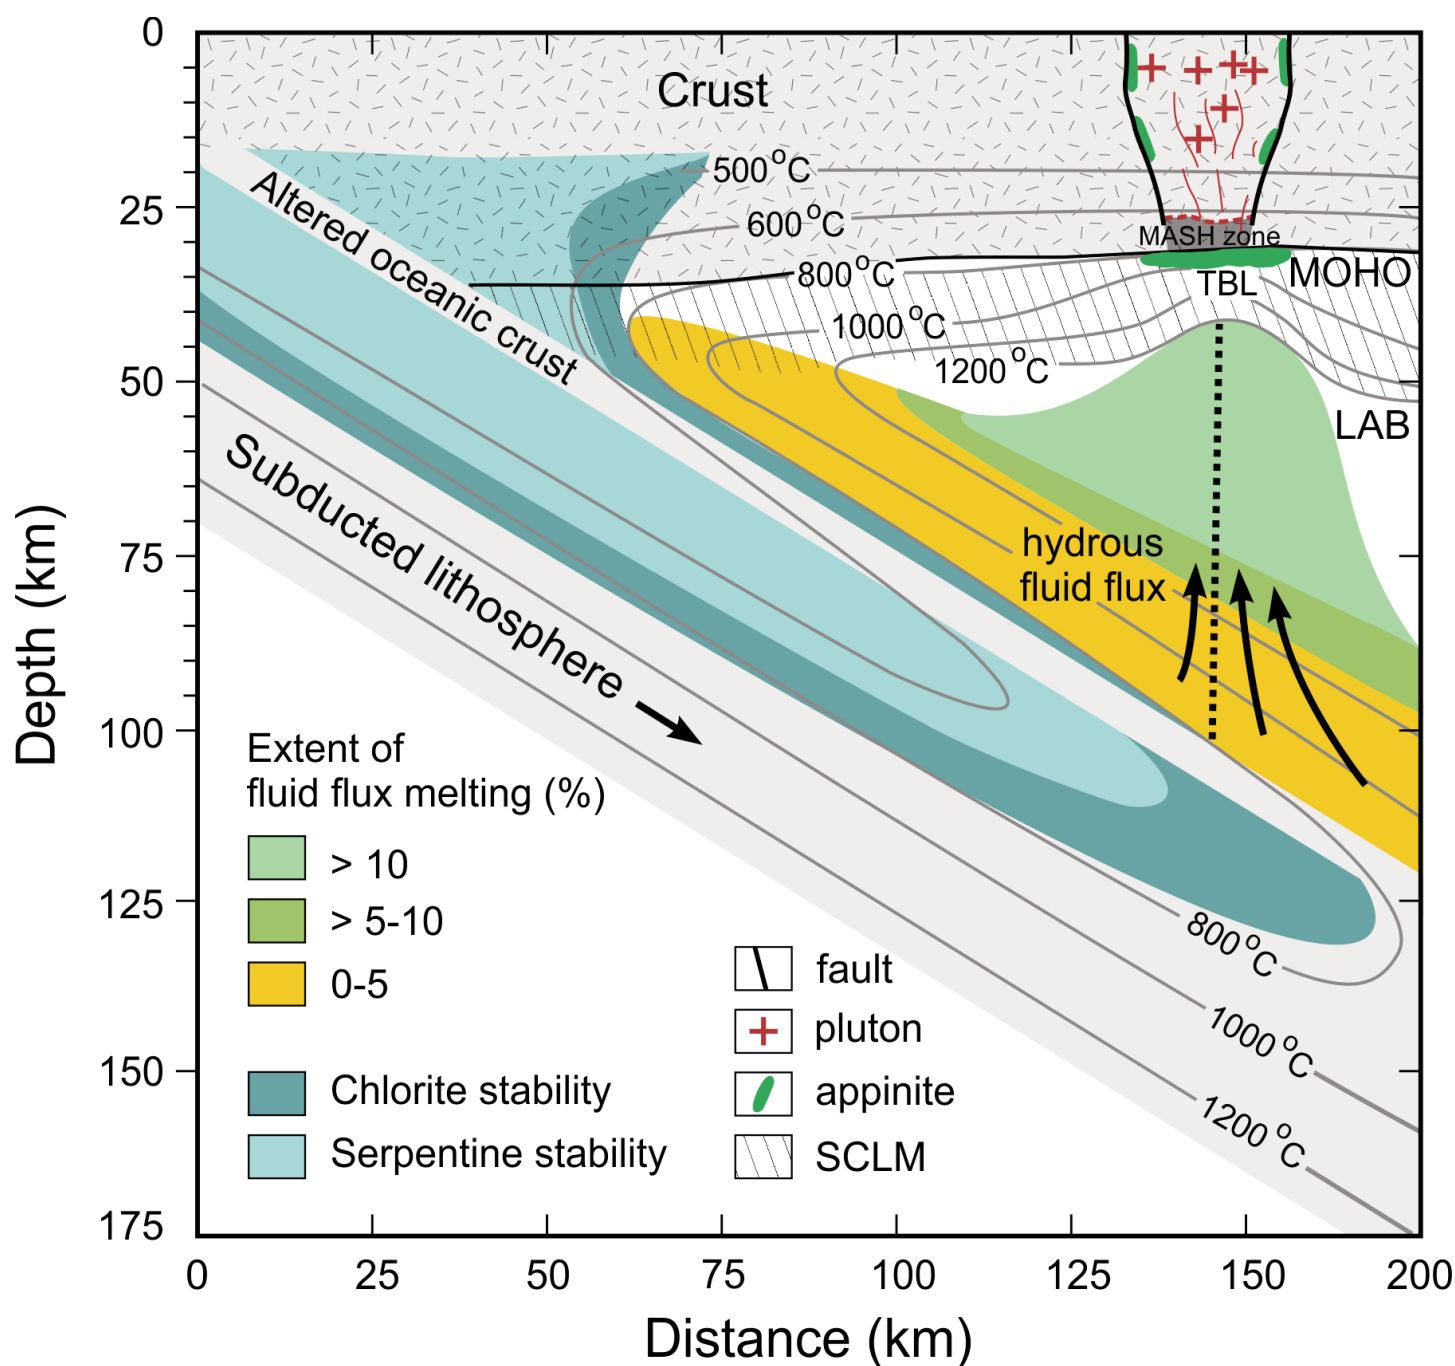 0
25
50
75
100
125
150
175
Depth (km)
Crust
500°C
600°C
MASH zone
800°C
TBL
MOHO
1000°C
1200°C
LAB
Altered oceanic crust
Subducted lithosphere
hydrous
fluid flux
800°C
1000°C
1200°C
Extent of
fluid flux melting (%)
> 10
> 5-10
0-5
Chlorite stability
Serpentine stability
fault
pluton
appinite
SCLM
0
25
50
75
100
125
150
200
Distance (km)